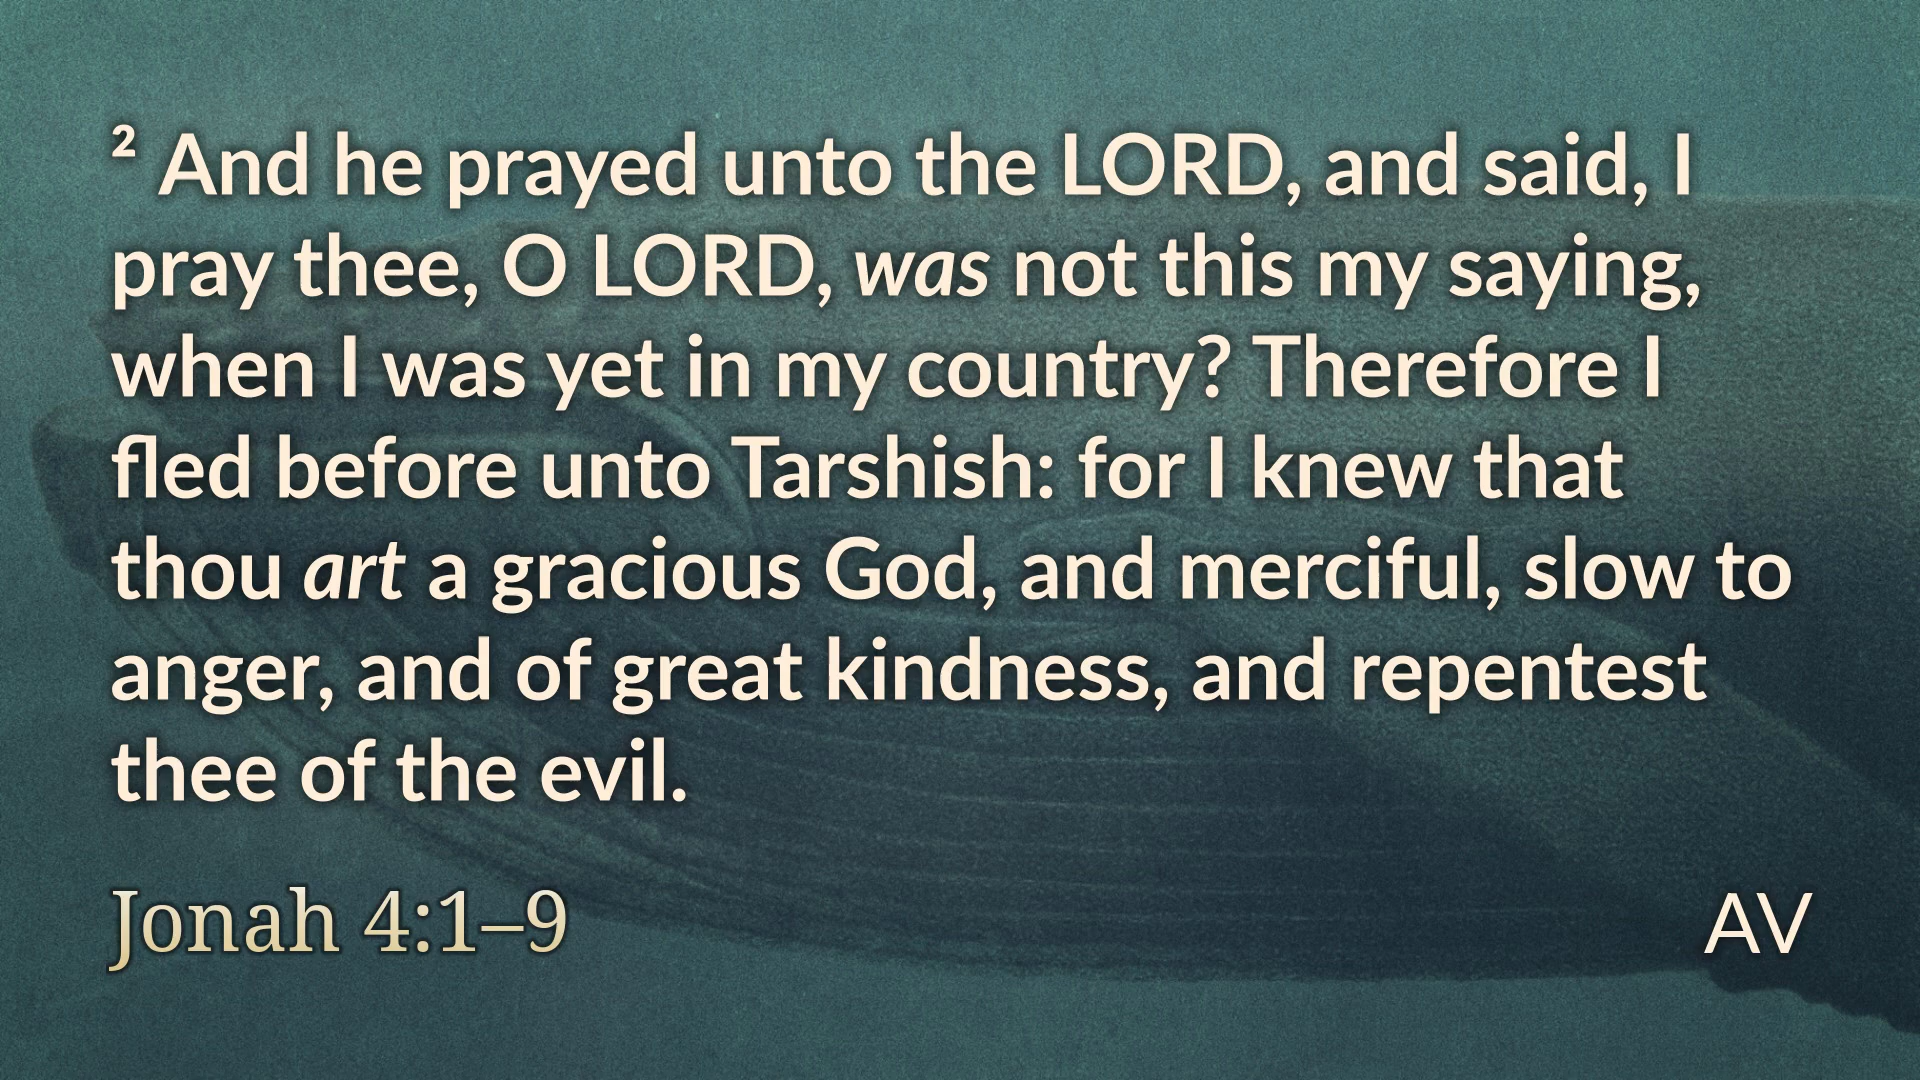 ² And he prayed unto the LORD, and said, I
pray thee, O LORD, was not this my saying,
when I was yet in my country? Therefore I
fled before unto Tarshish: for I knew that
thou art a gracious God, and merciful, slow to
anger, and of great kindness, and repentest
thee of the evil.
Jonah 4:1–9
AV